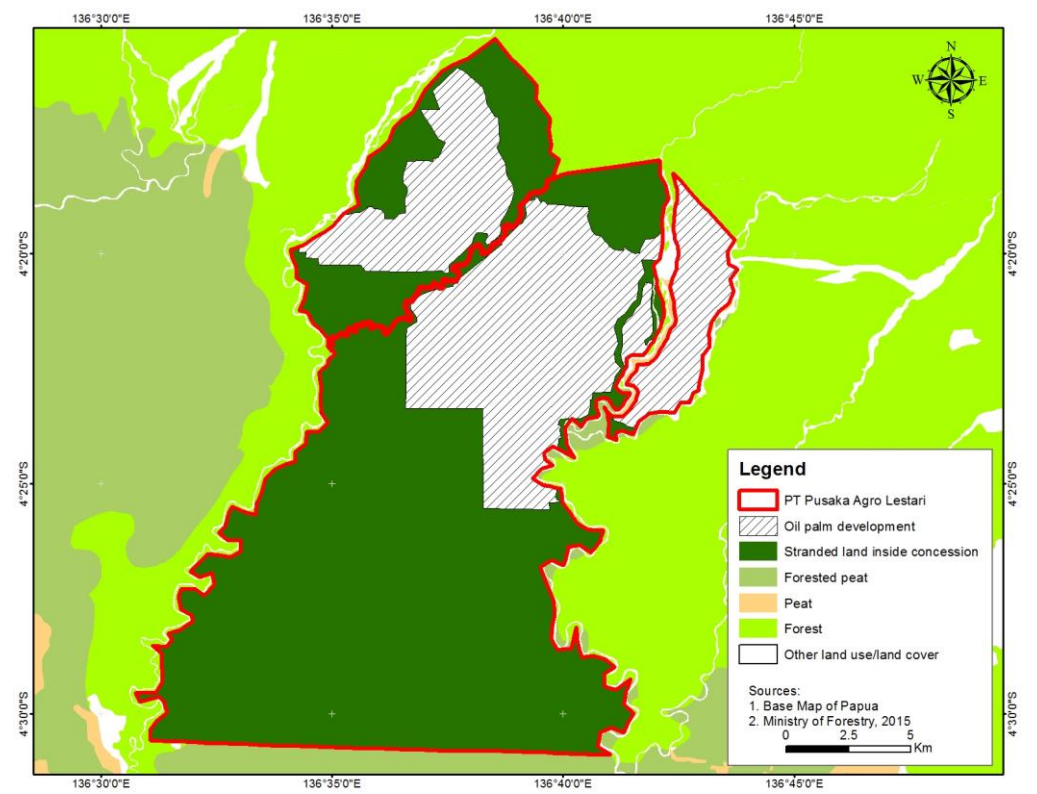 136°30'0"E 136°35'0"E 136°40'0"E 136°45'0"E
N
W E
S
4°20'0"S 4°20'0"S
4°25'0"S 4°25'0"S
Legend
PT Pusaka Agro Lestari
Oil palm development
Stranded land inside concession
Forested peat
Peat
Forest
Other land use/land cover
Sources:
1. Base Map of Papua
2. Ministry of Forestry, 2015
4°30'0"S 4°30'0"S
0 2.5 5
Km
136°30'0"E 136°35'0"E 136°40'0"E 136°45'0"E